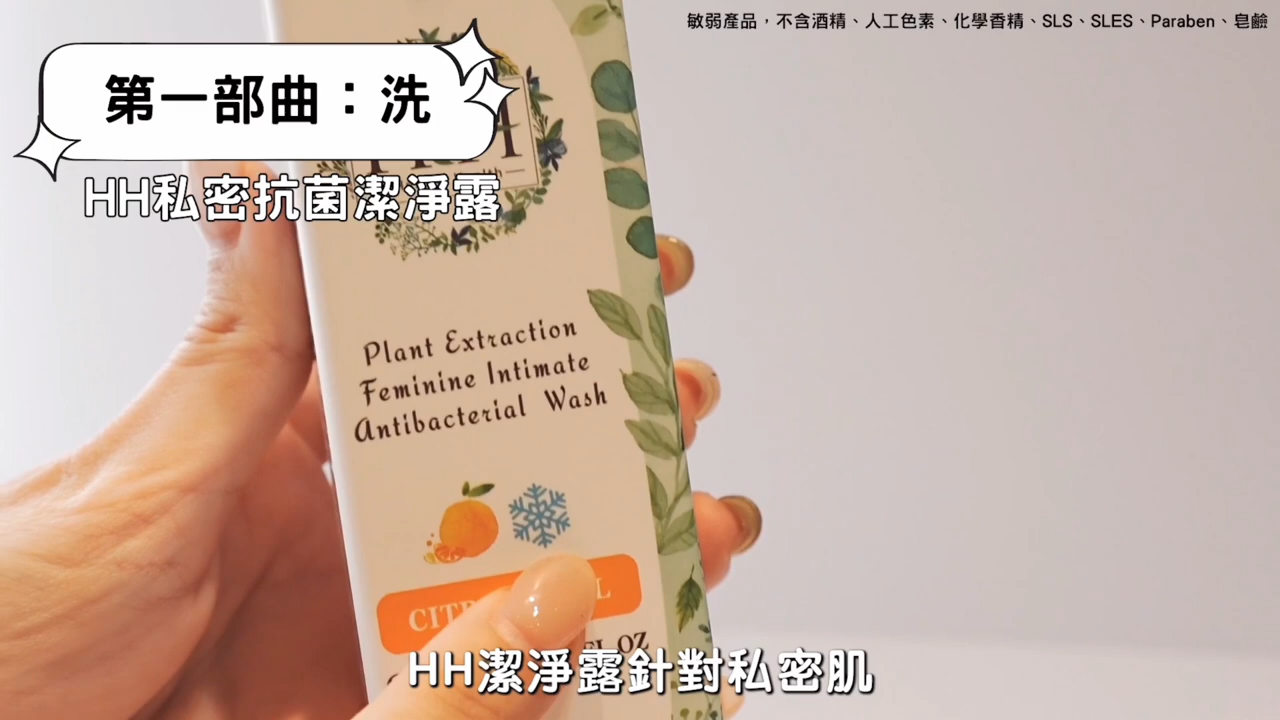 敏弱產品，不含酒精、人工色素、化學香精、SLS、SLES、Paraben、皂鹼
第一部曲：洗
HH私密抗菌潔淨露
Plant Extraction
Feminine Intimate
Antibacterial Wash
FL OZ
HH潔淨露針對私密肌